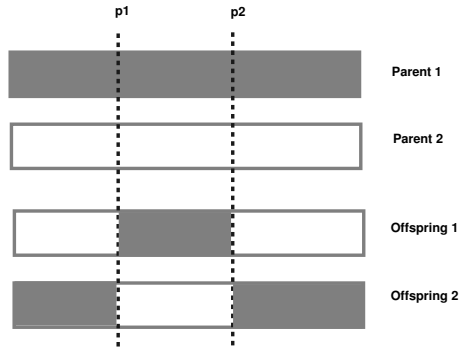 p1 p2
Parent 1
Parent 2
Offspring 1
Offspring 2